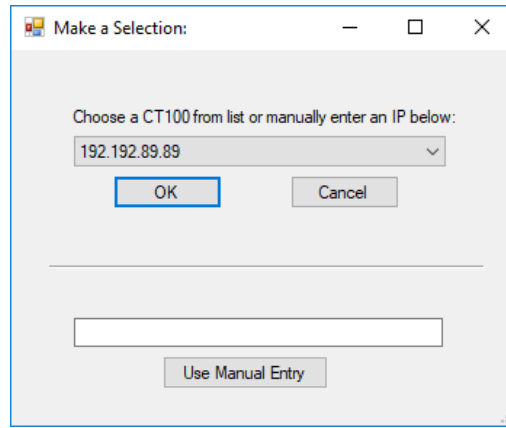 Make a Selection:
Choose a CT100 from list or manually enter an IP below:
192.192.89.89
OK Cancel
Use Manual Entry